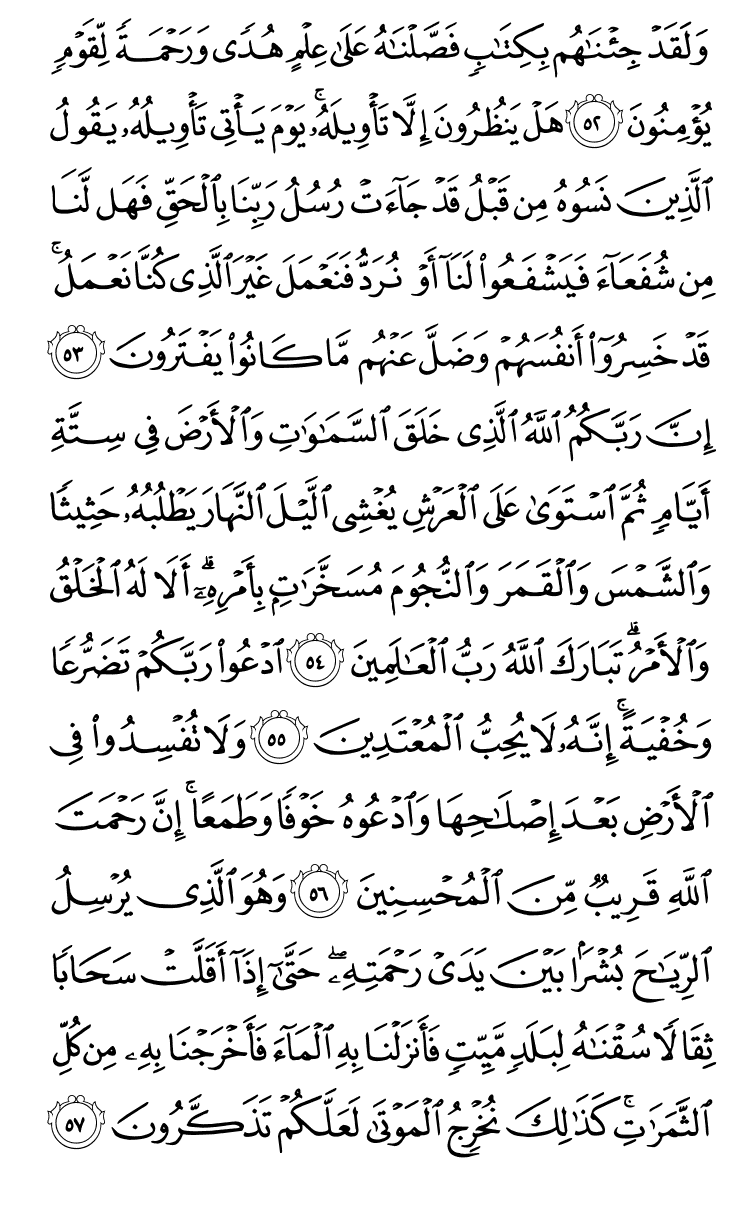 وَلَقَدۡ جِئۡنَٰهُم بِكِتَٰبٖ فَصَّلۡنَٰهُ عَلَىٰ عِلۡمٍ هُدٗى وَرَحۡمَةٗ لِّقَوۡمٖ
يُؤۡمِنُونَ ٥٢ هَلۡ يَنظُرُونَ إِلَّا تَأۡوِيلَهُۥۚ يَوۡمَ يَأۡتِي تَأۡوِيلُهُۥ يَقُولُ
ٱلَّذِينَ نَسُوهُ مِن قَبۡلُ قَدۡ جَآءَتۡ رُسُلُ رَبِّنَا بِٱلۡحَقِّ فَهَل لَّنَا
مِن شُفَعَآءَ فَيَشۡفَعُواْ لَنَآ أَوۡ نُرَدُّ فَنَعۡمَلَ غَيۡرَ ٱلَّذِي كُنَّا نَعۡمَلُۚ
قَدۡ خَسِرُوٓاْ أَنفُسَهُمۡ وَضَلَّ عَنۡهُم مَّا كَانُواْ يَفۡتَرُونَ ٥٣
إِنَّ رَبَّكُمُ ٱللَّهُ ٱلَّذِي خَلَقَ ٱلسَّمَٰوَٰتِ وَٱلۡأَرۡضَ فِي سِتَّةِ
أَيَّامٖ ثُمَّ ٱسۡتَوَىٰ عَلَى ٱلۡعَرۡشِ يُغۡشِي ٱلَّيۡلَ ٱلنَّهَارَ يَطۡلُبُهُۥ حَثِيثٗا
وَٱلشَّمۡسَ وَٱلۡقَمَرَ وَٱلنُّجُومَ مُسَخَّرَٰتِۭ بِأَمۡرِهِۦٓۗ أَلَا لَهُ ٱلۡخَلۡقُ
وَٱلۡأَمۡرُۗ تَبَارَكَ ٱللَّهُ رَبُّ ٱلۡعَٰلَمِينَ ٥٤ ٱدۡعُواْ رَبَّكُمۡ تَضَرُّعٗا
وَخُفۡيَةًۚ إِنَّهُۥ لَا يُحِبُّ ٱلۡمُعۡتَدِينَ ٥٥ وَلَا تُفۡسِدُواْ فِي
ٱلۡأَرۡضِ بَعۡدَ إِصۡلَٰحِهَا وَٱدۡعُوهُ خَوۡفٗا وَطَمَعًاۚ إِنَّ رَحۡمَتَ
ٱللَّهِ قَرِيبٞ مِّنَ ٱلۡمُحۡسِنِينَ ٥٦ وَهُوَ ٱلَّذِي يُرۡسِلُ
ٱلرِّيَٰحَ بُشۡرَۢا بَيۡنَ يَدَيۡ رَحۡمَتِهِۦۖ حَتَّىٰٓ إِذَآ أَقَلَّتۡ سَحَابٗا
ثِقَالٗا سُقۡنَٰهُ لِبَلَدٖ مَّيِّتٖ فَأَنزَلۡنَا بِهِ ٱلۡمَآءَ فَأَخۡرَجۡنَا بِهِۦ مِن كُلِّ
ٱلثَّمَرَٰتِۚ كَذَٰلِكَ نُخۡرِجُ ٱلۡمَوۡتَىٰ لَعَلَّكُمۡ تَذَكَّرُونَ ٥٧